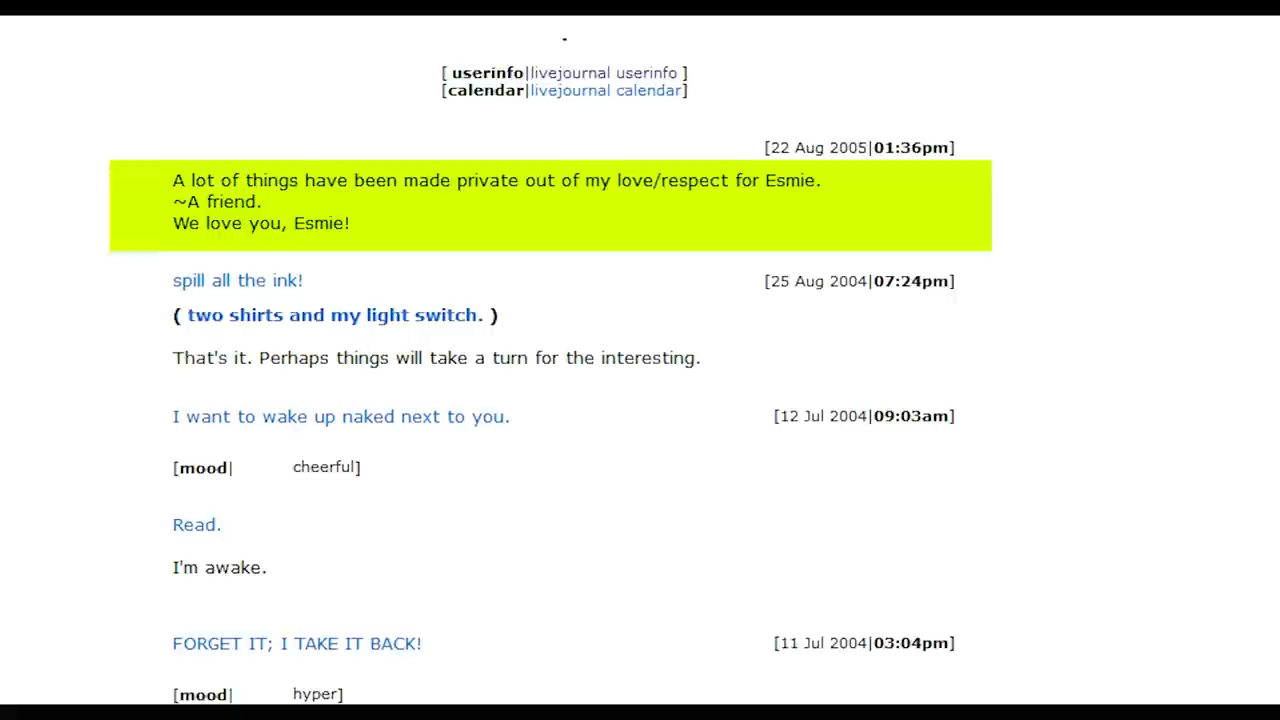 [ userinfo|livejournal userinfo ]
[calendar|livejournal calendar]
[22 Aug 2005|01:36pm]
A lot of things have been made private out of my love/respect for Esmie.
~A friend.
We love you, Esmie!
spill all the ink! [25 Aug 2004|07:24pm]
( two shirts and my light switch. )
That's it. Perhaps things will take a turn for the interesting.
I want to wake up naked next to you. [12 Jul 2004|09:03am]
[mood| cheerful]
Read.
I'm awake.
FORGET IT; I TAKE IT BACK! [11 Jul 2004|03:04pm]
[mood| hyper]